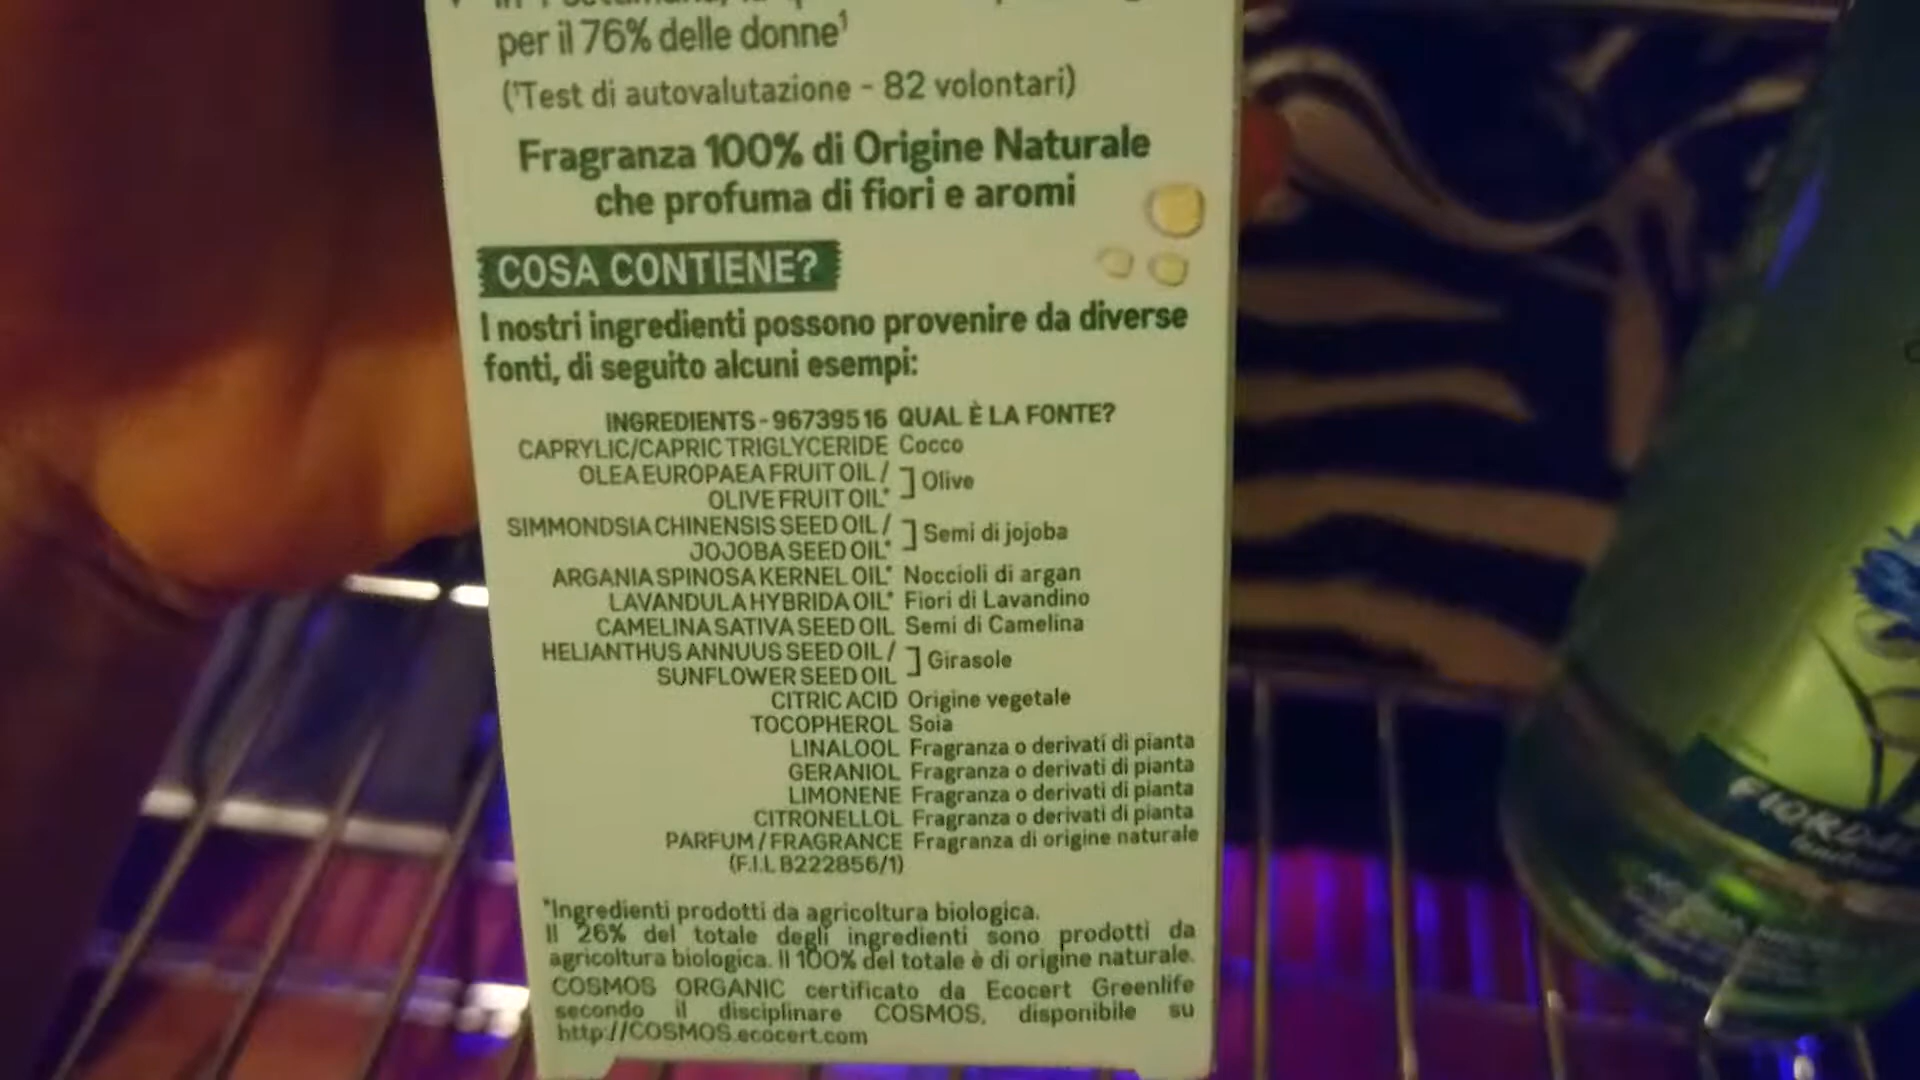 per il 76% delle donne¹
(¹Test di autovalutazione - 82 volontari)
Fragranza 100% di Origine Naturale
che profuma di fiori e aromi
COSA CONTIENE?
I nostri ingredienti possono provenire da diverse
fonti, di seguito alcuni esempi:
INGREDIENTS - 96739516 QUAL È LA FONTE?
CAPRYLIC/CAPRIC TRIGLYCERIDE Cocco
OLEA EUROPAEA FRUIT OIL /
OLIVE FRUIT OIL* ] Olive
SIMMONDSIA CHINENSIS SEED OIL /
JOJOBA SEED OIL* ] Semi di jojoba
ARGANIA SPINOSA KERNEL OIL* Noccioli di argan
LAVANDULA HYBRIDA OIL* Fiori di Lavandino
CAMELINA SATIVA SEED OIL Semi di Camelina
HELIANTHUS ANNUUS SEED OIL /
SUNFLOWER SEED OIL ] Girasole
CITRIC ACID Origine vegetale
TOCOPHEROL Soia
LINALOOL Fragranza o derivati di pianta
GERANIOL Fragranza o derivati di pianta
LIMONENE Fragranza o derivati di pianta
CITRONELLOL Fragranza o derivati di pianta
PARFUM / FRAGRANCE Fragranza di origine naturale
(F.I.L B222856/1)
*Ingredienti prodotti da agricoltura biologica.
Il 26% del totale degli ingredienti sono prodotti da
agricoltura biologica. Il 100% del totale è di origine naturale.
COSMOS ORGANIC certificato da Ecocert Greenlife
secondo il disciplinare COSMOS, disponibile su
http://COSMOS.ecocert.com